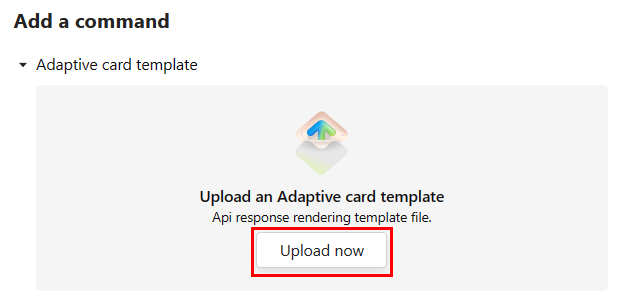 Add a command
Adaptive card template
Upload an Adaptive card template
Api response rendering template file.
Upload now